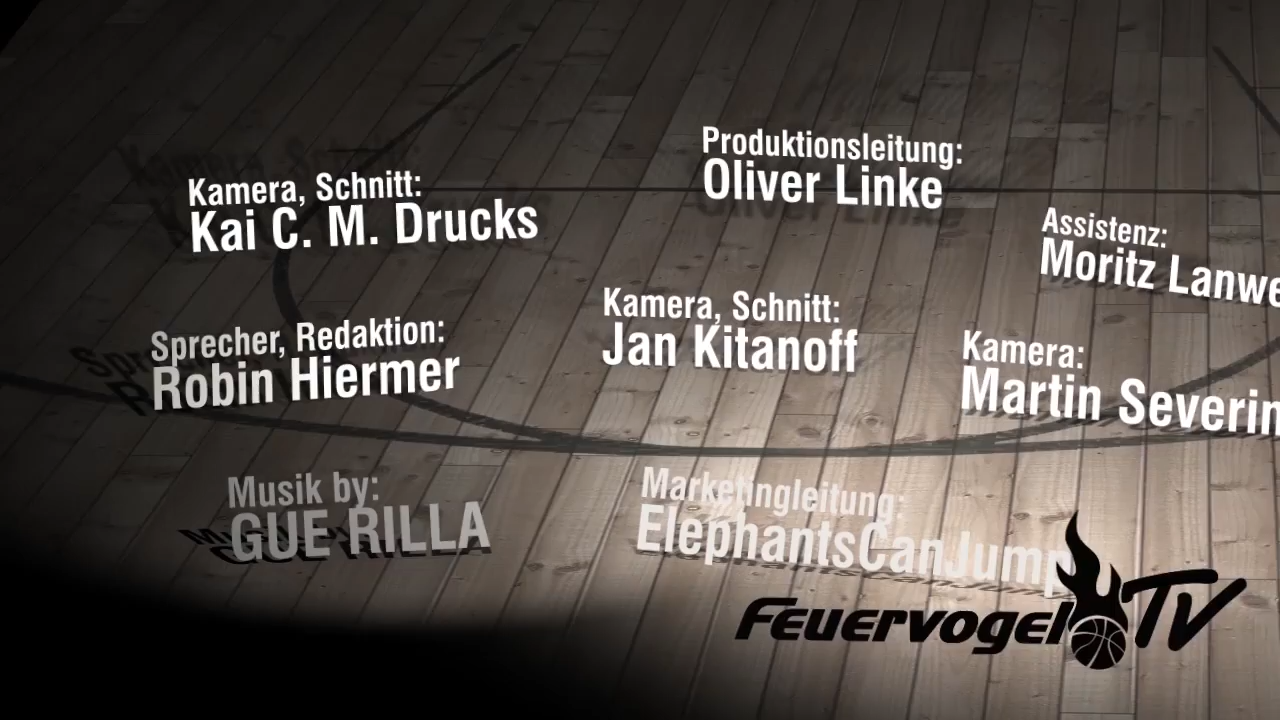 Kamera, Schnitt:
Kai C. M. Drucks
Produktionsleitung:
Oliver Linke
Assistenz:
Moritz
Sprecher, Redaktion:
Robin Hiermer
Kamera, Schnitt:
Jan Kitanoff
Kamera:
Martin Severin
Musik by:
GUE RILLA
Marketingleitung:
ElephantsCanJump
Feuervogel TV